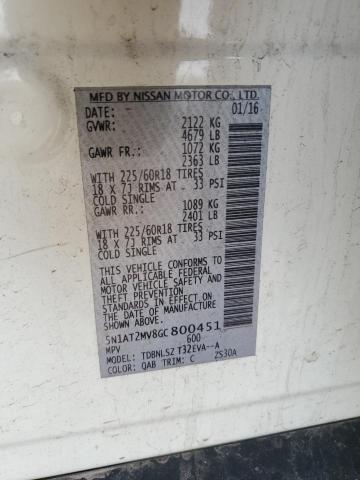 MFD BY NISSAN MOTOR CO., LTD.
DATE: 01/16
GVWR: 2122 KG
4679 LB
GAWR FR.: 1072 KG
2363 LB
WITH 225/60R18 TIRES
18 X 7J RIMS AT 33 PSI
COLD SINGLE
GAWR RR.: 1089 KG
2401 LB
WITH 225/60R18 TIRES
18 X 7J RIMS AT 33 PSI
COLD SINGLE
THIS VEHICLE CONFORMS TO
ALL APPLICABLE FEDERAL
MOTOR VEHICLE SAFETY
STANDARDS IN EFFECT ON
THE DATE OF MANUFACTURE
SHOWN ABOVE.
5N1AT2MV8GC800451
600
MPV
MODEL: TDBNLSZ T32EVA--A
COLOR: QAB TRIM: C 2S30A